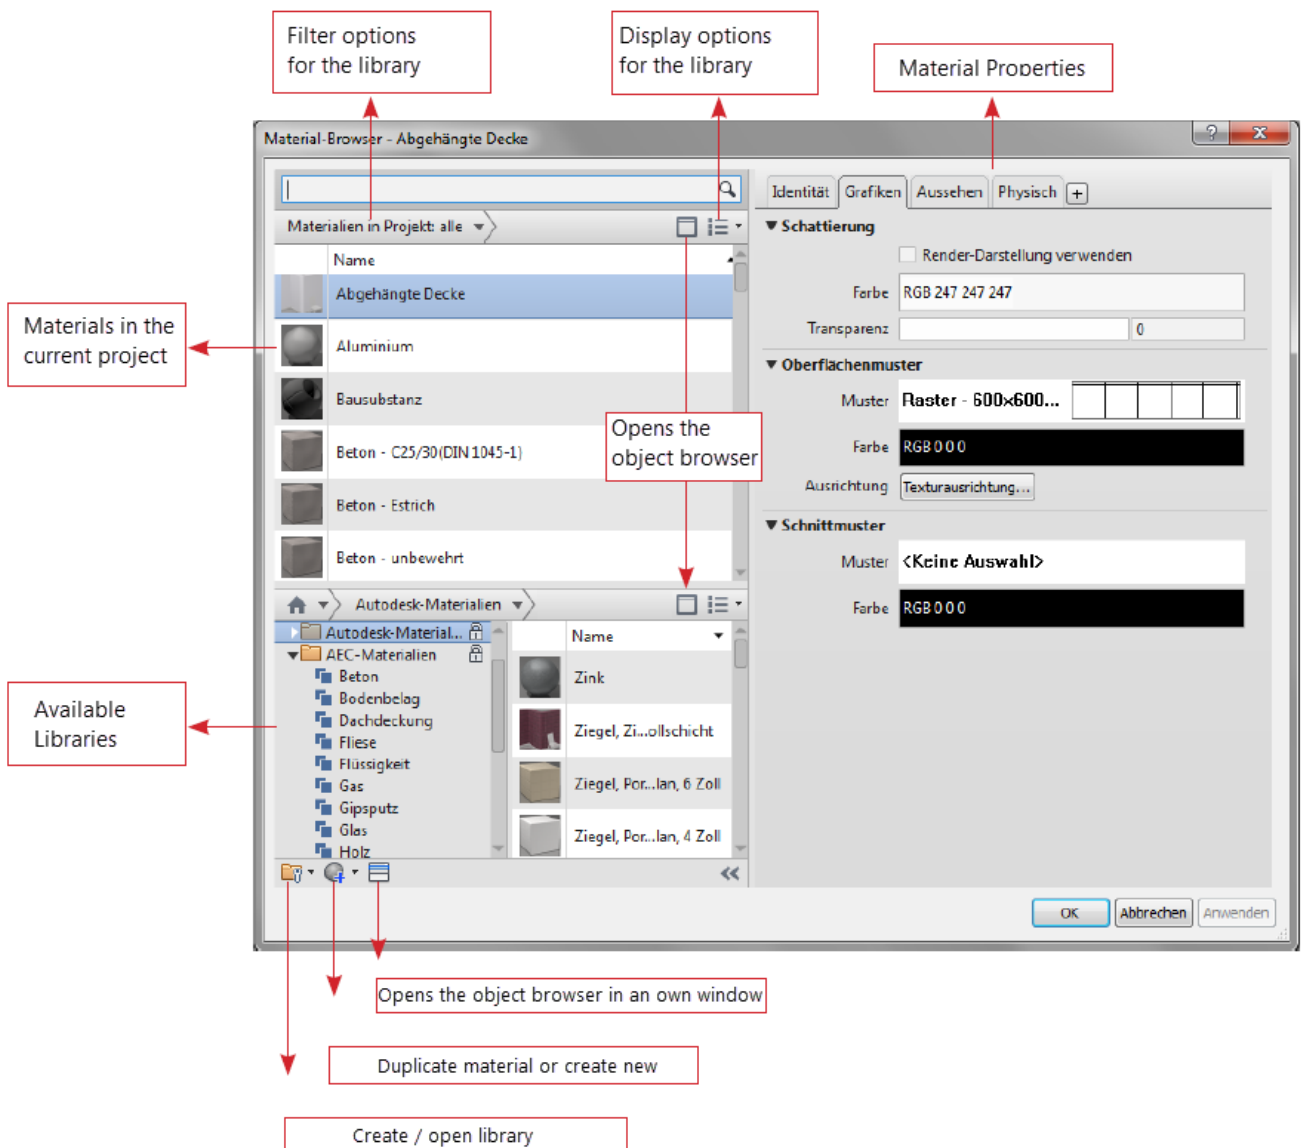 Filter options
for the library
Display options
for the library
Material Properties
Material-Browser - Abgehängte Decke
Identität Grafiken Aussehen Physisch
Materialien in Projekt: alle
Name
Abgehängte Decke
Aluminium
Bausubstanz
Beton - C25/30(DIN 1045-1)
Beton - Estrich
Beton - unbewehrt
Materials in the
current project
Opens the
object browser
Schattierung
Render-Darstellung verwenden
Farbe RGB 247 247 247
Transparenz 0
Oberflächenmuster
Muster Raster - 600x600...
Farbe RGB 0 0 0
Ausrichtung Texturausrichtung...
Schnittmuster
Muster <Keine Auswahl>
Farbe RGB 0 0 0
Autodesk-Materialien
Autodesk-Material...
AEC-Materialien
Beton
Bodenbelag
Dachdeckung
Fliese
Flüssigkeit
Gas
Gipsputz
Glas
Holz
Name
Zink
Ziegel, Zi...ollschicht
Ziegel, Por...lan, 6 Zoll
Ziegel, Por...lan, 4 Zoll
Available
Libraries
OK Abbrechen Anwenden
Opens the object browser in an own window
Duplicate material or create new
Create / open library